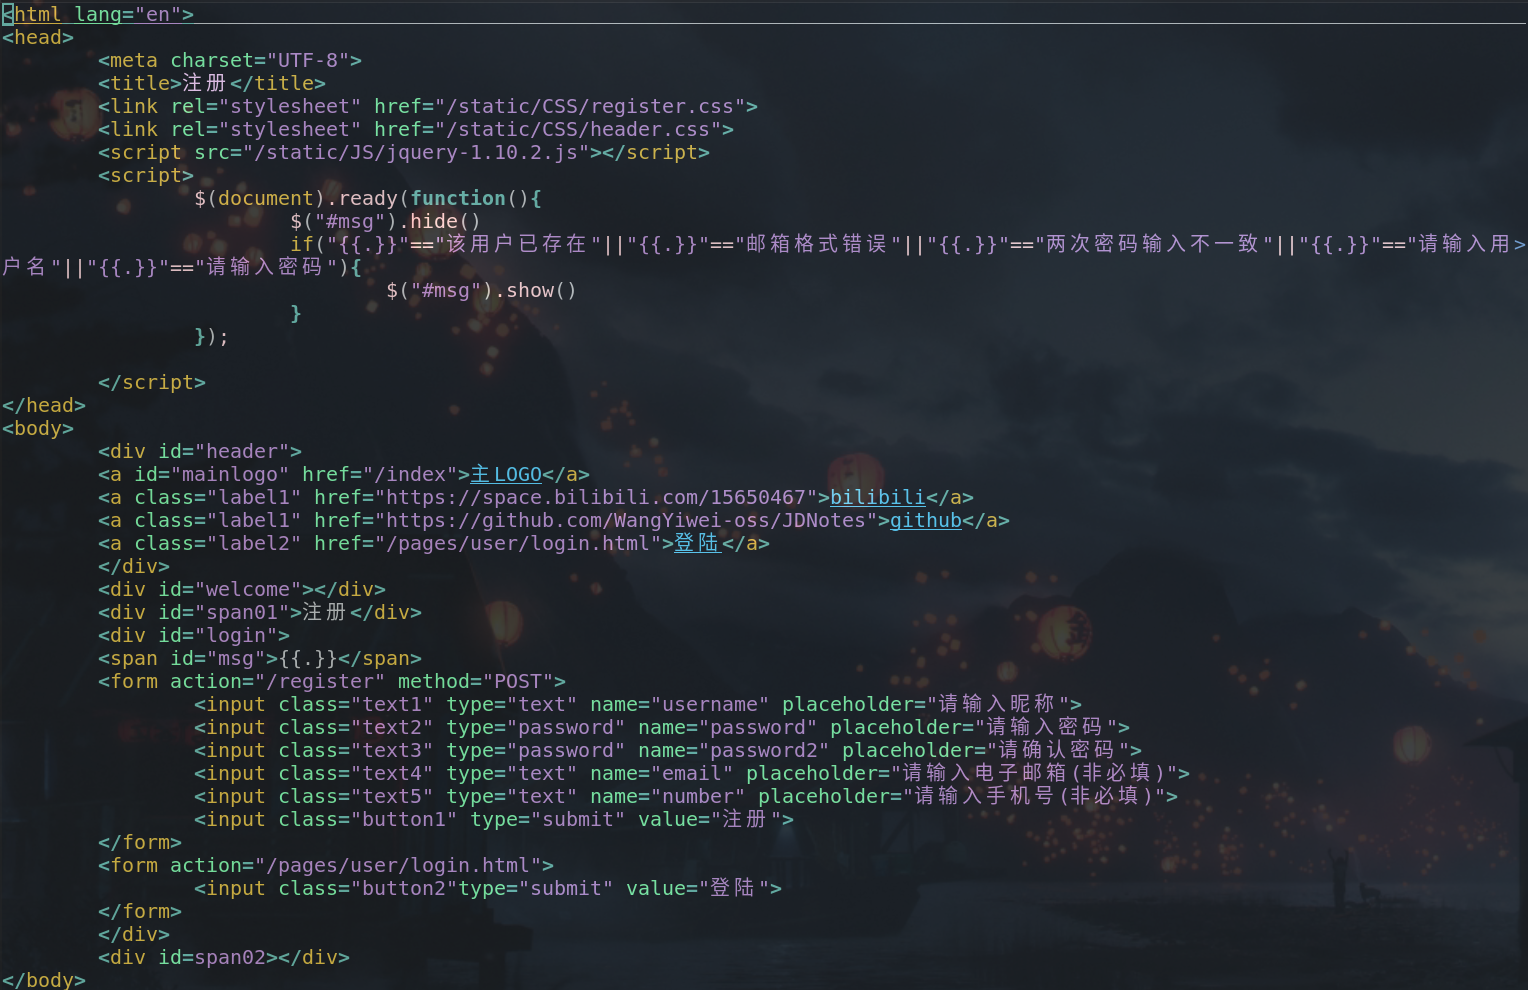 <html lang="en">
<head>
        <meta charset="UTF-8">
        <title>注册</title>
        <link rel="stylesheet" href="/static/CSS/register.css">
        <link rel="stylesheet" href="/static/CSS/header.css">
        <script src="/static/JS/jquery-1.10.2.js"></script>
        <script>
                $(document).ready(function(){
                        $("#msg").hide()
                        if("{{.}}"=="该用户已存在"||"{{.}}"=="邮箱格式错误"||"{{.}}"=="两次密码输入不一致"||"{{.}}"=="请输入用>
户名"||"{{.}}"=="请输入密码"){
                                $("#msg").show()
                        }
                });
        </script>
</head>
<body>
        <div id="header">
        <a id="mainlogo" href="/index">主LOGO</a>
        <a class="label1" href="https://space.bilibili.com/15650467">bilibili</a>
        <a class="label1" href="https://github.com/WangYiwei-oss/JDNotes">github</a>
        <a class="label2" href="/pages/user/login.html">登陆</a>
        </div>
        <div id="welcome"></div>
        <div id="span01">注册</div>
        <div id="login">
        <span id="msg">{{.}}</span>
        <form action="/register" method="POST">
                <input class="text1" type="text" name="username" placeholder="请输入昵称">
                <input class="text2" type="password" name="password" placeholder="请输入密码">
                <input class="text3" type="password" name="password2" placeholder="请确认密码">
                <input class="text4" type="text" name="email" placeholder="请输入电子邮箱(非必填)">
                <input class="text5" type="text" name="number" placeholder="请输入手机号(非必填)">
                <input class="button1" type="submit" value="注册">
        </form>
        <form action="/pages/user/login.html">
                <input class="button2"type="submit" value="登陆">
        </form>
        </div>
        <div id=span02></div>
</body>